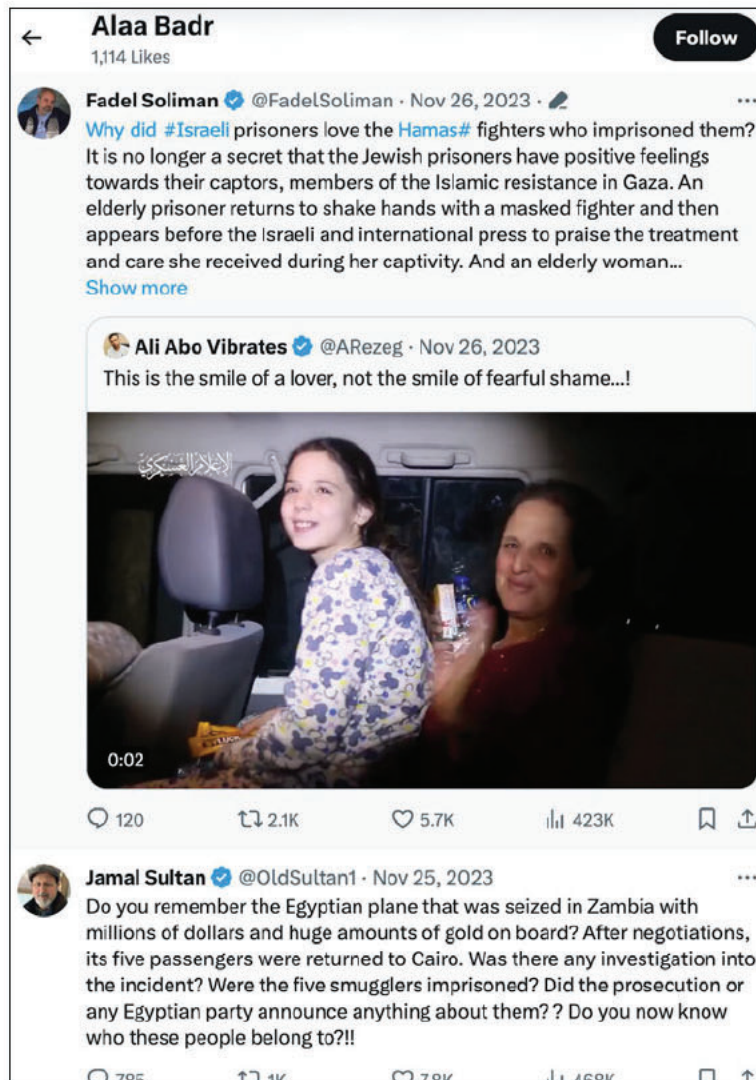 Alaa Badr
1,114 Likes
Follow
Fadel Soliman @FadelSoliman · Nov 26, 2023 ·
Why did #Israeli prisoners love the Hamas# fighters who imprisoned them?
It is no longer a secret that the Jewish prisoners have positive feelings
towards their captors, members of the Islamic resistance in Gaza. An
elderly prisoner returns to shake hands with a masked fighter and then
appears before the Israeli and international press to praise the treatment
and care she received during her captivity. And an elderly woman...
Show more
Ali Abo Vibrates @ARezeg · Nov 26, 2023
This is the smile of a lover, not the smile of fearful shame...!
الإعلام العسكري
0:02
120 2.1K 5.7K 423K
Jamal Sultan @OldSultan1 · Nov 25, 2023
Do you remember the Egyptian plane that was seized in Zambia with
millions of dollars and huge amounts of gold on board? After negotiations,
its five passengers were returned to Cairo. Was there any investigation into
the incident? Were the five smugglers imprisoned? Did the prosecution or
any Egyptian party announce anything about them?? Do you now know
who these people belong to?!!
785 1K 7.8K 468K